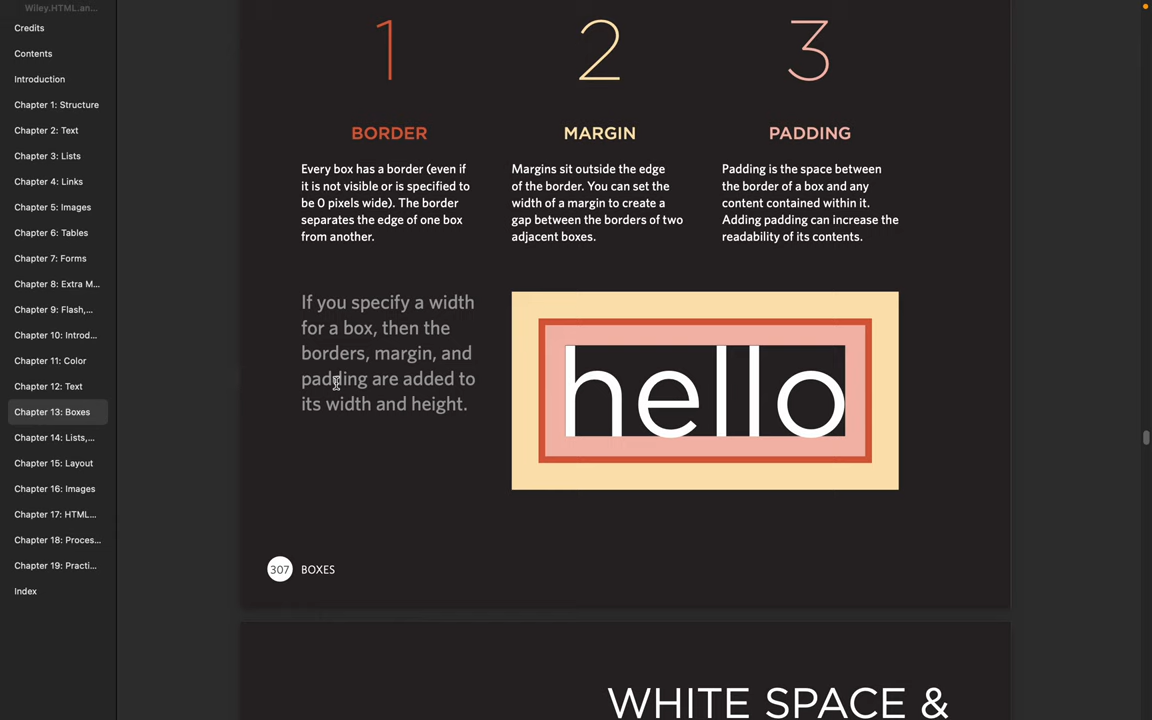 Wiley.HTML.an...
Credits
Contents
Introduction
Chapter 1: Structure
Chapter 2: Text
Chapter 3: Lists
Chapter 4: Links
Chapter 5: Images
Chapter 6: Tables
Chapter 7: Forms
Chapter 8: Extra M...
Chapter 9: Flash,...
Chapter 10: Introd...
Chapter 11: Color
Chapter 12: Text
Chapter 13: Boxes
Chapter 14: Lists,...
Chapter 15: Layout
Chapter 16: Images
Chapter 17: HTML...
Chapter 18: Proces...
Chapter 19: Practi...
Index
1
BORDER
Every box has a border (even if
it is not visible or is specified to
be 0 pixels wide). The border
separates the edge of one box
from another.
2
MARGIN
Margins sit outside the edge
of the border. You can set the
width of a margin to create a
gap between the borders of two
adjacent boxes.
3
PADDING
Padding is the space between
the border of a box and any
content contained within it.
Adding padding can increase the
readability of its contents.
If you specify a width
for a box, then the
borders, margin, and
padding are added to
its width and height.
hello
307 BOXES
WHITE SPACE &